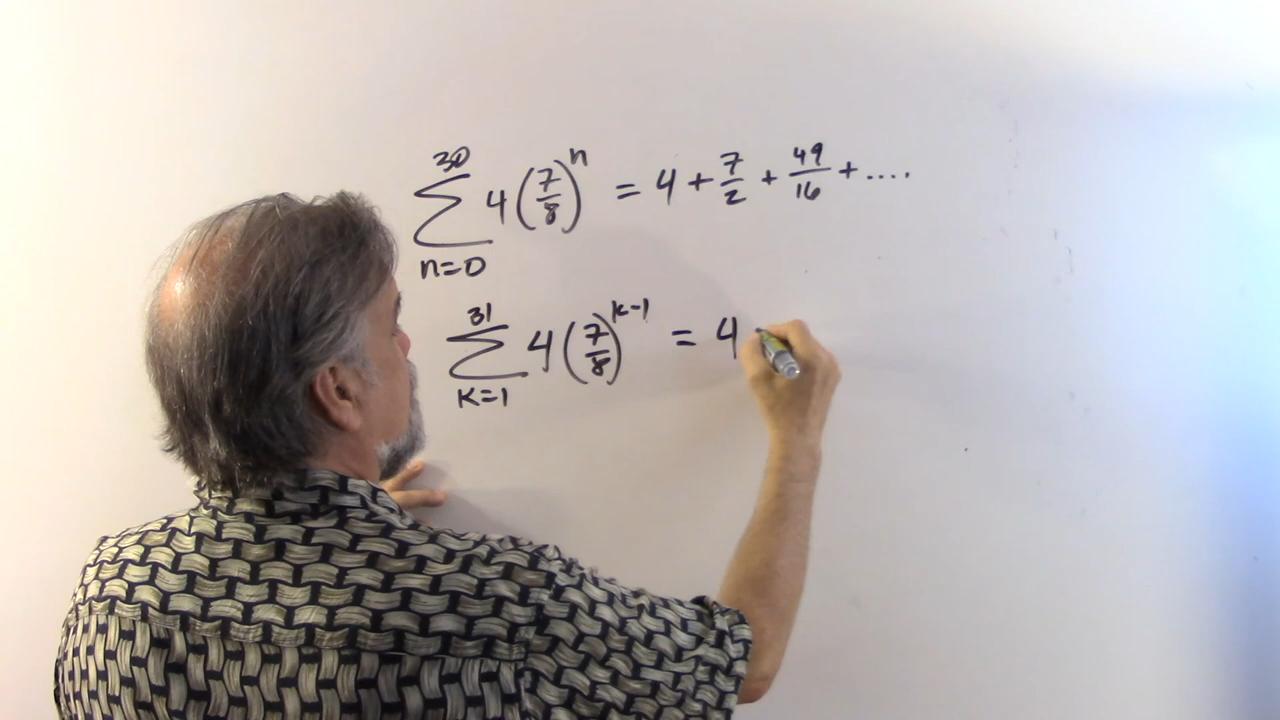 30
∑ 4(7/8)^n = 4 + 7/2 + 49/16 + ....
n=0
31
∑ 4(7/8)^k-1 = 4
k=1